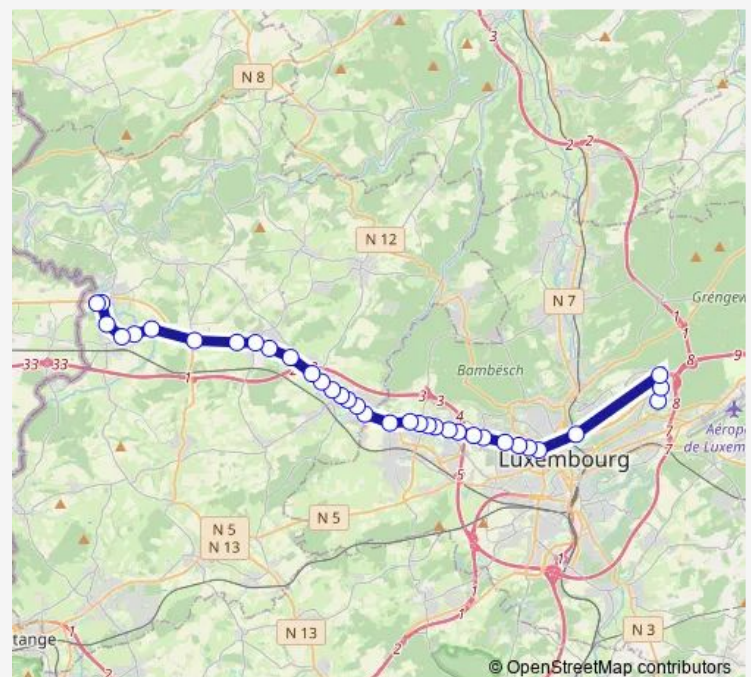 3
N 8
2 2
N 12
N 7
Gréngew
1
1
33 33
1
2
Bambësch
8
9
3 3
4
8
Aérop
de Luxem
7
7
Luxembourg
5
N 5
N 13
N 5
1
1
N 13
N 3
tange
1
2
2
© OpenStreetMap contributors